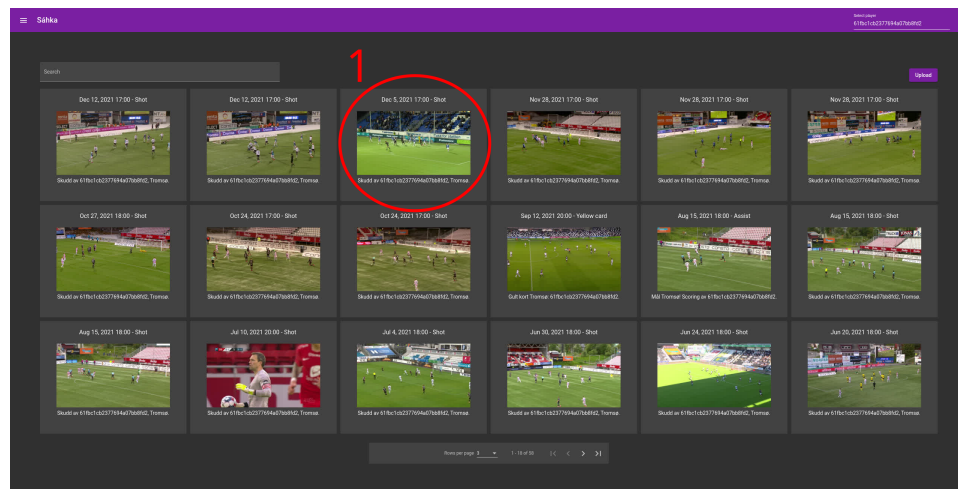 Sáhka
Select player
61fbc1cb2377694a07bb8fd2
1
Search
Upload
Dec 12, 2021 17:00 - Shot
Skudd av 61fbc1cb2377694a07bb8fd2, Tromsø.
Dec 12, 2021 17:00 - Shot
Skudd av 61fbc1cb2377694a07bb8fd2, Tromsø.
Dec 5, 2021 17:00 - Shot
Skudd av 61fbc1cb2377694a07bb8fd2, Tromsø.
Nov 28, 2021 17:00 - Shot
Skudd av 61fbc1cb2377694a07bb8fd2, Tromsø.
Nov 28, 2021 17:00 - Shot
Skudd av 61fbc1cb2377694a07bb8fd2, Tromsø.
Nov 28, 2021 17:00 - Shot
Skudd av 61fbc1cb2377694a07bb8fd2, Tromsø.
Oct 27, 2021 18:00 - Shot
Skudd av 61fbc1cb2377694a07bb8fd2, Tromsø.
Oct 24, 2021 17:00 - Shot
Skudd av 61fbc1cb2377694a07bb8fd2, Tromsø.
Oct 24, 2021 17:00 - Shot
Skudd av 61fbc1cb2377694a07bb8fd2, Tromsø.
Sep 12, 2021 20:00 - Yellow card
Gult kort Tromsø: 61fbc1cb2377694a07bb8fd2.
Aug 15, 2021 18:00 - Assist
Mål Tromsø! Scoring av 61fbc1cb2377694a07bb8fd2.
Aug 15, 2021 18:00 - Shot
Skudd av 61fbc1cb2377694a07bb8fd2, Tromsø.
Aug 15, 2021 18:00 - Shot
Skudd av 61fbc1cb2377694a07bb8fd2, Tromsø.
Jul 10, 2021 20:00 - Shot
Skudd av 61fbc1cb2377694a07bb8fd2, Tromsø.
Jul 4, 2021 18:00 - Shot
Skudd av 61fbc1cb2377694a07bb8fd2, Tromsø.
Jun 30, 2021 18:00 - Shot
Skudd av 61fbc1cb2377694a07bb8fd2, Tromsø.
Jun 24, 2021 18:00 - Shot
Skudd av 61fbc1cb2377694a07bb8fd2, Tromsø.
Jun 20, 2021 18:00 - Shot
Skudd av 61fbc1cb2377694a07bb8fd2, Tromsø.
Rows per page 3 1-18 of 58